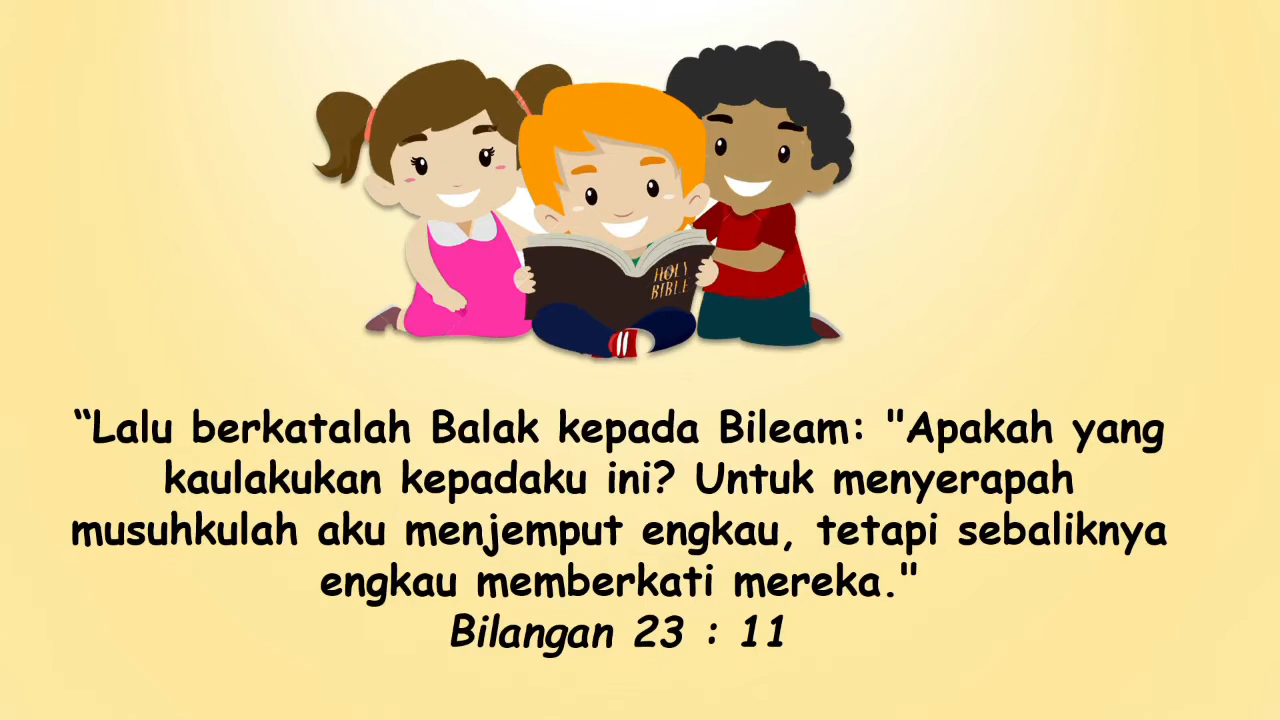 HOLY
BIBLE
“Lalu berkatalah Balak kepada Bileam: "Apakah yang
kaulakukan kepadaku ini? Untuk menyerapah
musuhkulah aku menjemput engkau, tetapi sebaliknya
engkau memberkati mereka."
Bilangan 23 : 11